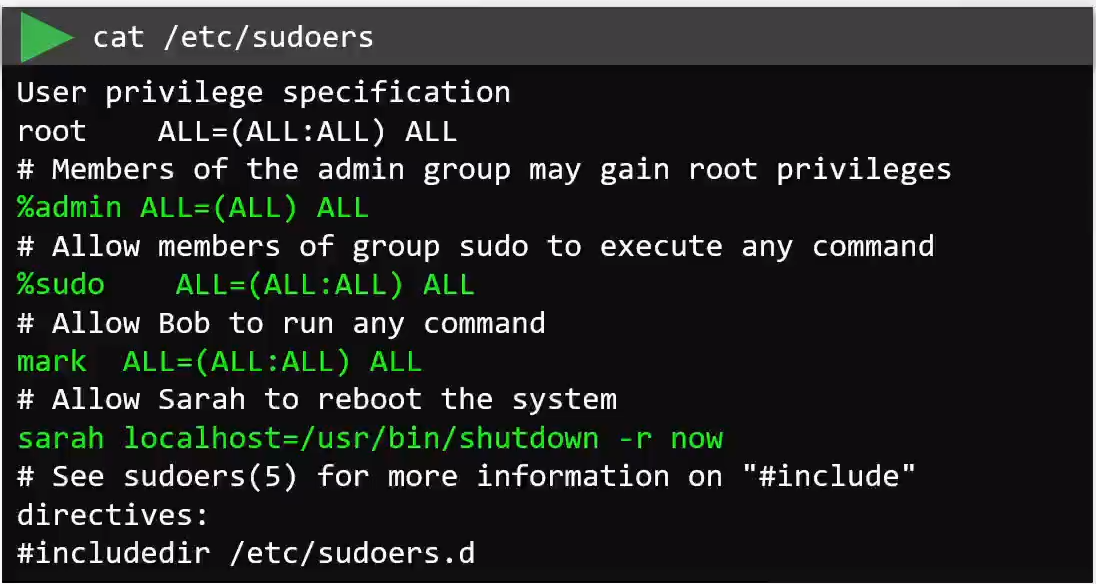 cat /etc/sudoers
User privilege specification
root    ALL=(ALL:ALL) ALL
# Members of the admin group may gain root privileges
%admin ALL=(ALL) ALL
# Allow members of group sudo to execute any command
%sudo    ALL=(ALL:ALL) ALL
# Allow Bob to run any command
mark  ALL=(ALL:ALL) ALL
# Allow Sarah to reboot the system
sarah localhost=/usr/bin/shutdown -r now
# See sudoers(5) for more information on "#include"
directives:
#includedir /etc/sudoers.d